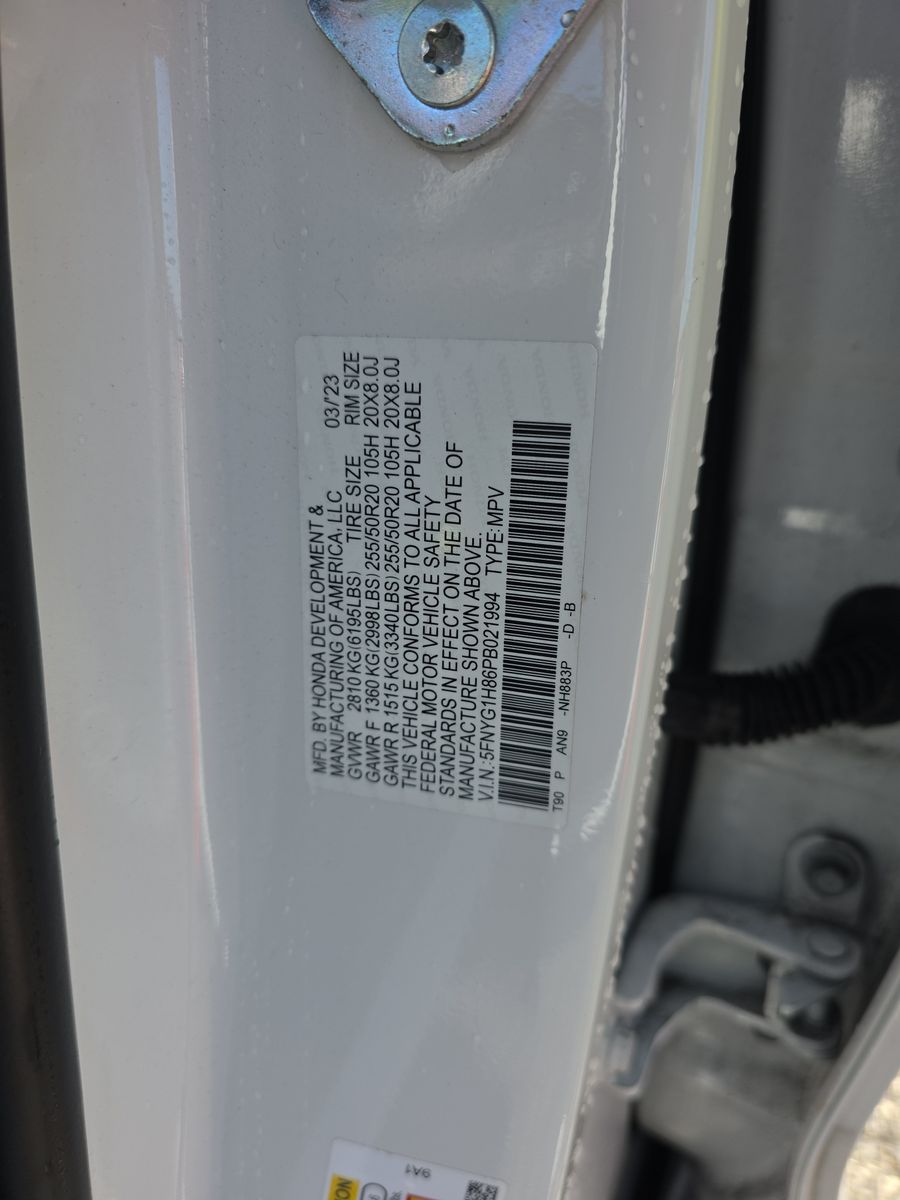 MFD. BY HONDA DEVELOPMENT &
MANUFACTURING OF AMERICA, LLC 03/'23
GVWR 2810 KG(6195LBS) TIRE SIZE RIM SIZE
GAWR F 1360 KG(2998LBS) 255/50R20 105H 20X8.0J
GAWR R 1515 KG(3340LBS) 255/50R20 105H 20X8.0J
THIS VEHICLE CONFORMS TO ALL APPLICABLE
FEDERAL MOTOR VEHICLE SAFETY
STANDARDS IN EFFECT ON THE DATE OF
MANUFACTURE SHOWN ABOVE.
V.I.N.:5FNYG1H86PB021994 TYPE:MPV
T90 P AN9 -NH883P -D -B
9A1